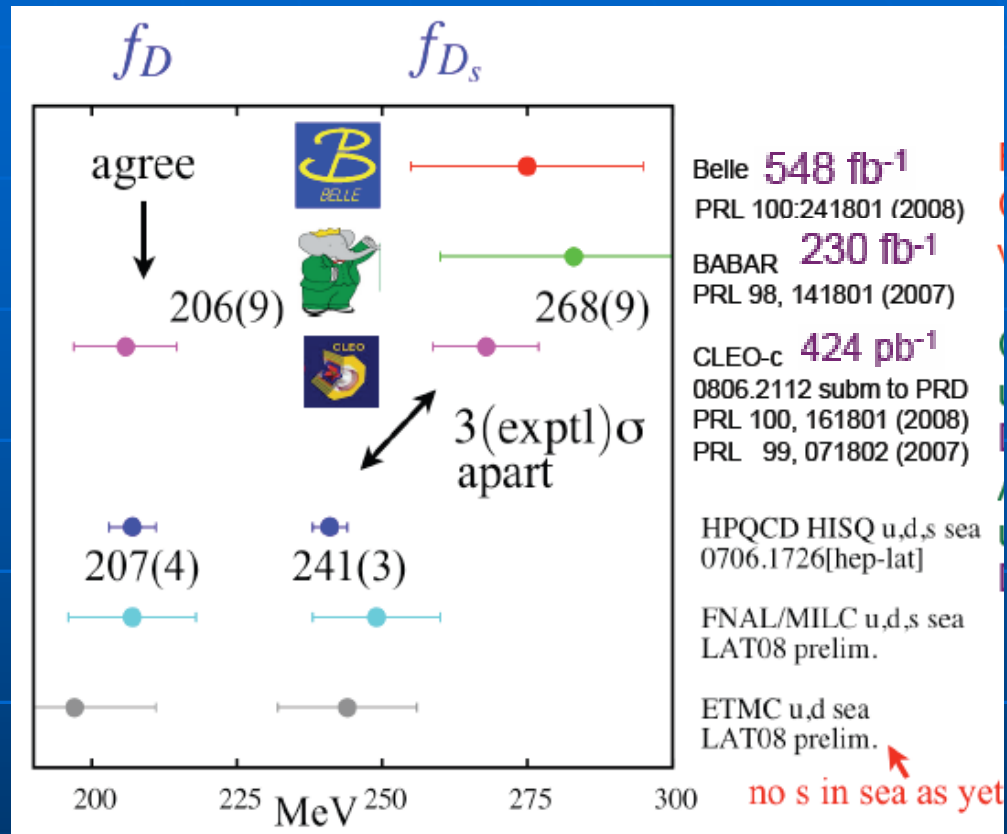 f_D f_{D_s}
agree
BELLE
Belle 548 fb⁻¹
PRL 100:241801 (2008)
BABAR 230 fb⁻¹
PRL 98, 141801 (2007)
206(9) 268(9)
CLEO
CLEO-c 424 pb⁻¹
0806.2112 subm to PRD
PRL 100, 161801 (2008)
PRL 99, 071802 (2007)
3(exptl)σ
apart
HPQCD HISQ u,d,s sea
0706.1726[hep-lat]
207(4) 241(3)
FNAL/MILC u,d,s sea
LAT08 prelim.
ETMC u,d sea
LAT08 prelim.
no s in sea as yet
200 225 250 275 300
MeV